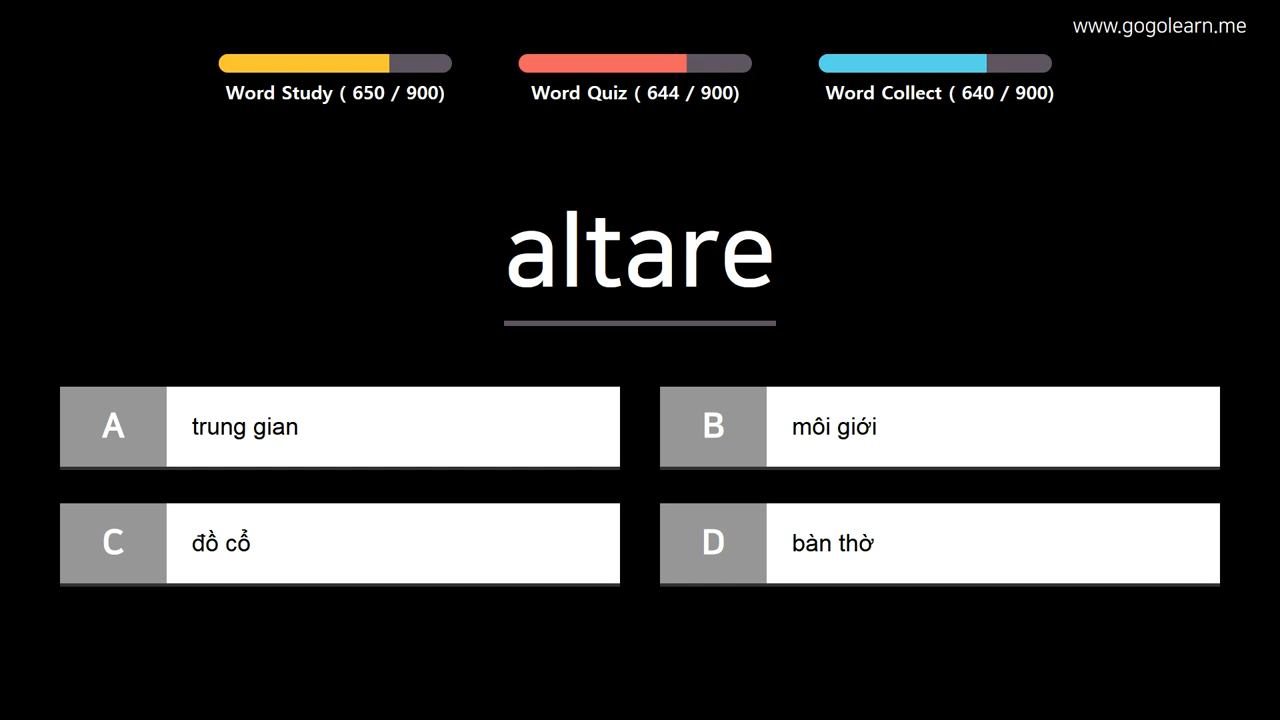 www.gogolearn.me
Word Study ( 650 / 900)
Word Quiz ( 644 / 900)
Word Collect ( 640 / 900)
altare
A trung gian
B môi giới
C đồ cổ
D bàn thờ